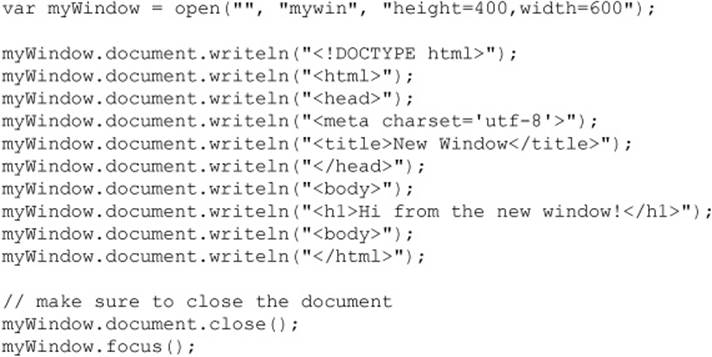 var myWindow = open("", "mywin", "height=400,width=600");
myWindow.document.writeln("<!DOCTYPE html>");
myWindow.document.writeln("<html>");
myWindow.document.writeln("<head>");
myWindow.document.writeln("<meta charset='utf-8'>");
myWindow.document.writeln("<title>New Window</title>");
myWindow.document.writeln("</head>");
myWindow.document.writeln("<body>");
myWindow.document.writeln("<h1>Hi from the new window!</h1>");
myWindow.document.writeln("<body>");
myWindow.document.writeln("</html>");
// make sure to close the document
myWindow.document.close();
myWindow.focus();